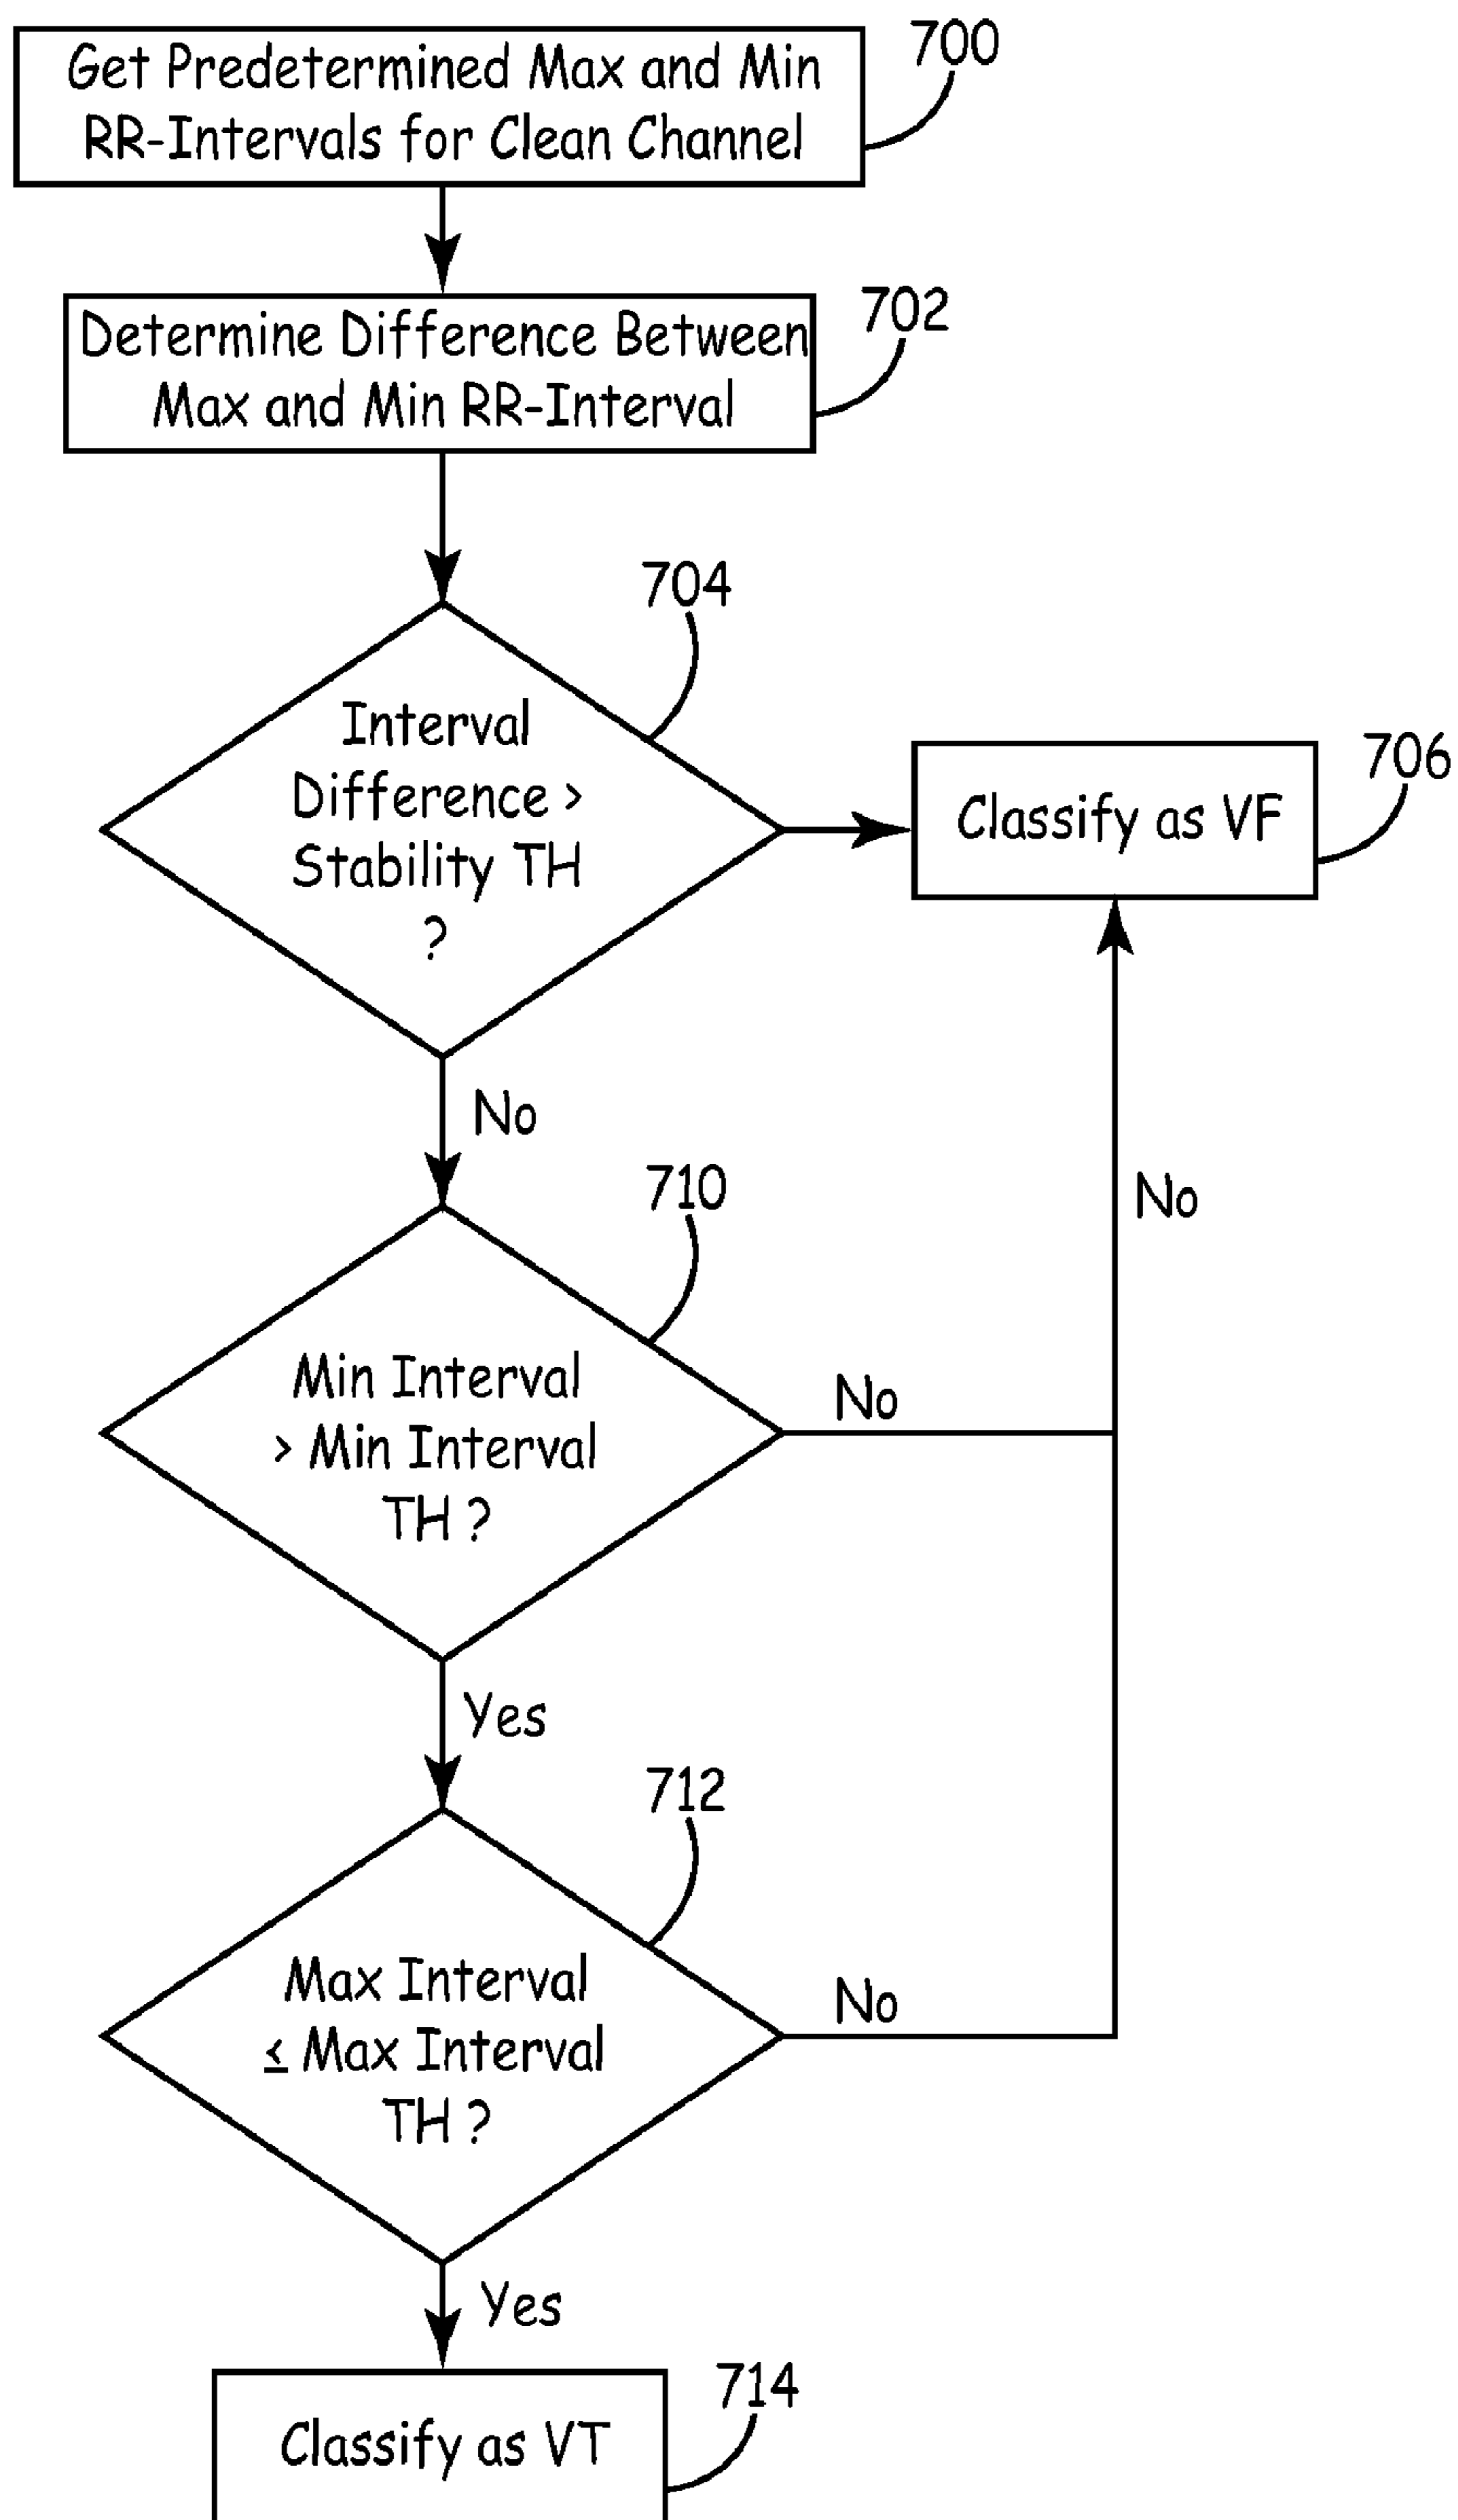 Get Predetermined Max and Min
RR-Intervals for Clean Channel
700
Determine Difference Between
Max and Min RR-Interval
702
704
Interval
Difference >
Stability TH
?
Classify as VF
706
No
710
No
Min Interval
> Min Interval
TH ?
No
Yes
712
Max Interval
≤ Max Interval
TH ?
No
Yes
714
Classify as VT